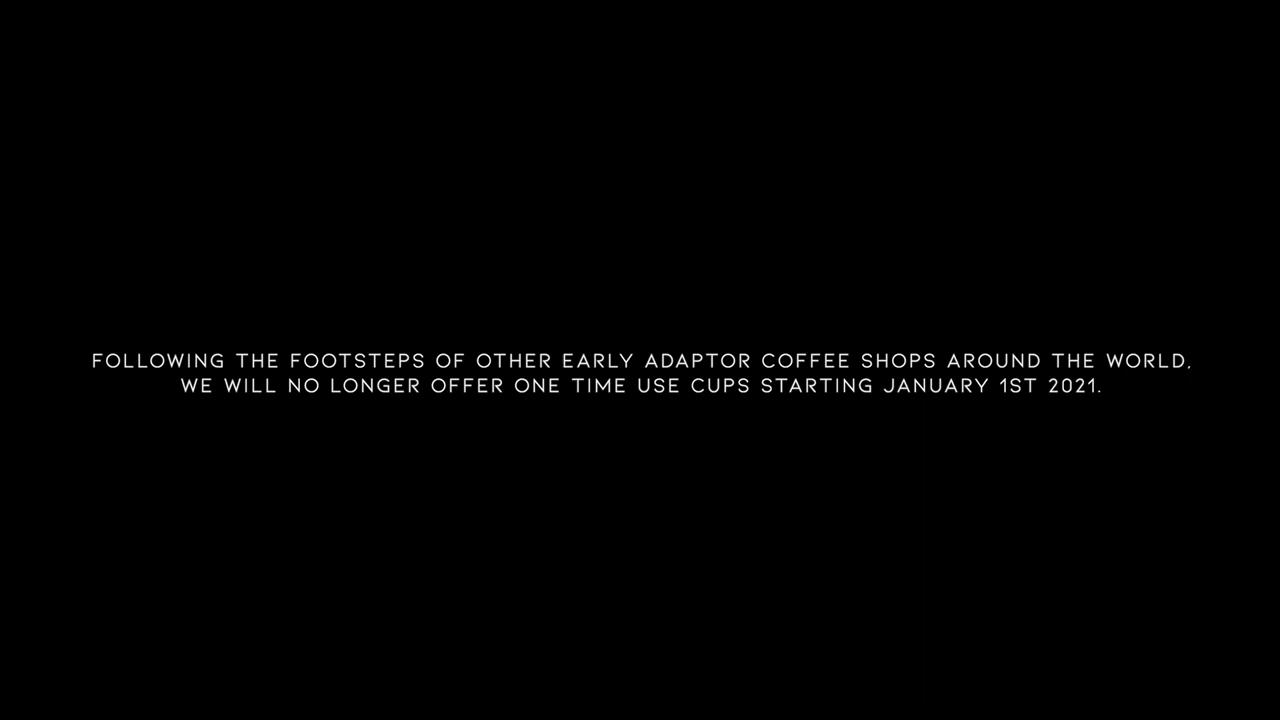 FOLLOWING THE FOOTSTEPS OF OTHER EARLY ADAPTOR COFFEE SHOPS AROUND THE WORLD,
WE WILL NO LONGER OFFER ONE TIME USE CUPS STARTING JANUARY 1ST 2021.